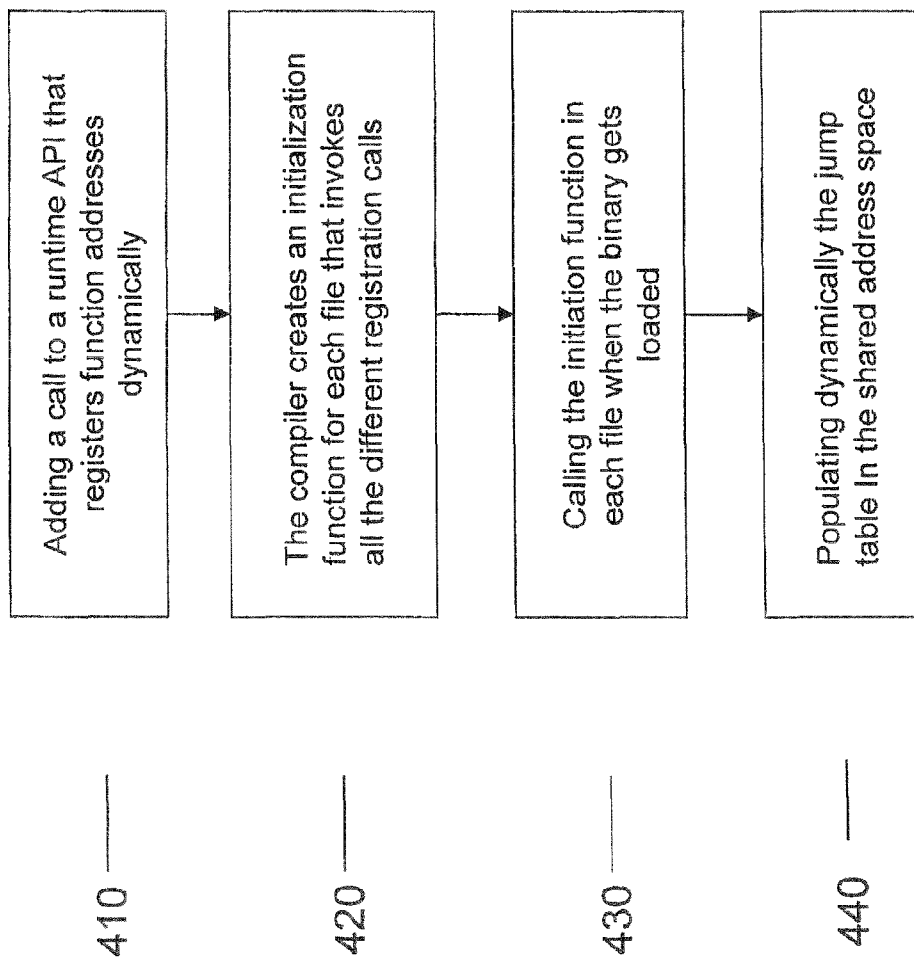 410
Adding a call to a runtime API that
registers function addresses
dynamically
420
The compiler creates an initialization
function for each file that invokes
all the different registration calls
430
Calling the initiation function in
each file when the binary gets
loaded
440
Populating dynamically the jump
table In the shared address space